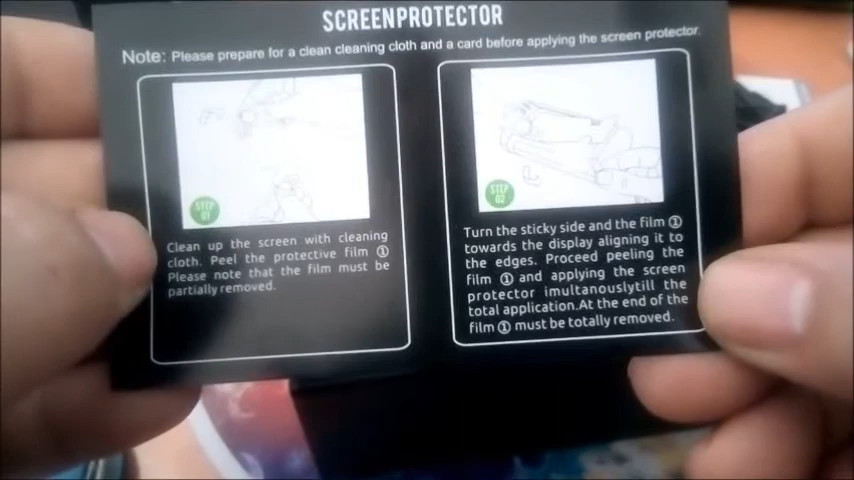 SCREENPROTECTOR
Note: Please prepare for a clean cleaning cloth and a card before applying the screen protector.
STEP
01
Clean up the screen with cleaning
cloth. Peel the protective film ①
Please note that the film must be
partially removed.
STEP
02
Turn the sticky side and the film ①
towards the display aligning it to
the edges. Proceed peeling the
film ① and applying the screen
protector imultanouslytill the
total application.At the end of the
film ① must be totally removed.